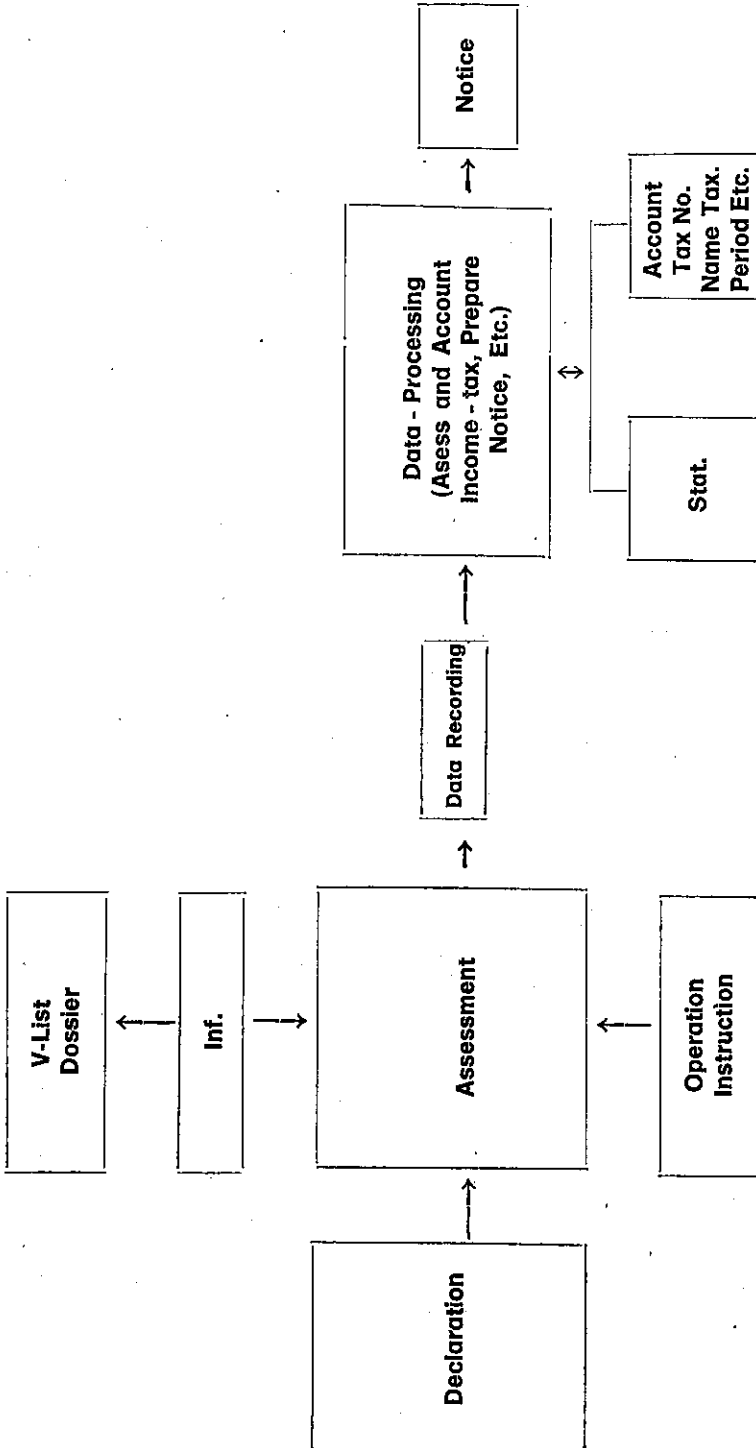 V-List
Dossier
Inf.
Declaration
Assessment
Operation
Instruction
Data Recording
Data - Processing
(Asess and Account
Income - tax, Prepare
Notice, Etc.)
Notice
Stat.
Account
Tax No.
Name Tax.
Period Etc.